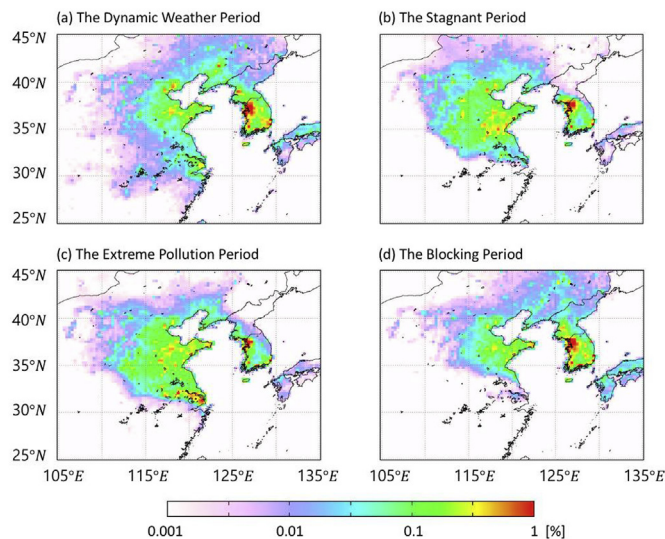 (a) The Dynamic Weather Period
(b) The Stagnant Period
45°N
40°N
35°N
30°N
25°N
(c) The Extreme Pollution Period
(d) The Blocking Period
45°N
40°N
35°N
30°N
25°N
105°E 115°E 125°E 135°E 105°E 115°E 125°E 135°E
0.001 0.01 0.1 1 [%]